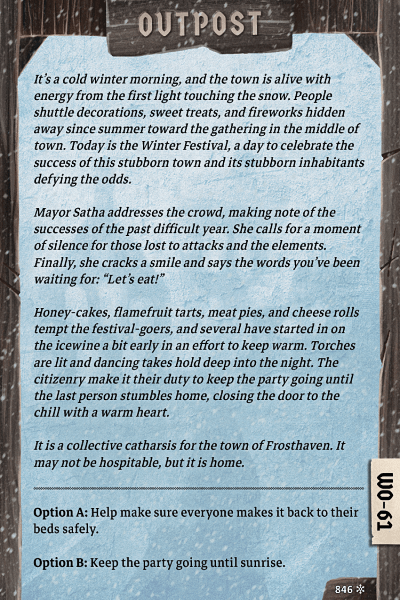 OUTPOST
It's a cold winter morning, and the town is alive with
energy from the first light touching the snow. People
shuttle decorations, sweet treats, and fireworks hidden
away since summer toward the gathering in the middle of
town. Today is the Winter Festival, a day to celebrate the
success of this stubborn town and its stubborn inhabitants
defying the odds.
Mayor Satha addresses the crowd, making note of the
successes of the past difficult year. She calls for a moment
of silence for those lost to attacks and the elements.
Finally, she cracks a smile and says the words you've been
waiting for: “Let's eat!”
Honey-cakes, flamefruit tarts, meat pies, and cheese rolls
tempt the festival-goers, and several have started in on
the icewine a bit early in an effort to keep warm. Torches
are lit and dancing takes hold deep into the night. The
citizenry make it their duty to keep the party going until
the last person stumbles home, closing the door to the
chill with a warm heart.
It is a collective catharsis for the town of Frosthaven. It
may not be hospitable, but it is home.
Option A: Help make sure everyone makes it back to their
beds safely.
Option B: Keep the party going until sunrise.
WO-61
846